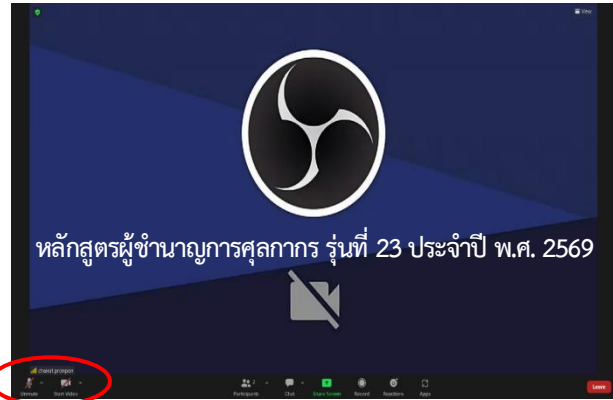 View
หลักสูตรผู้ชำนาญการศุลกากร รุ่นที่ 23 ประจำปี พ.ศ. 2569
Unmute
Start Video
Participants
2
Chat
Share Screen
Record
Reactions
Apps
Leave